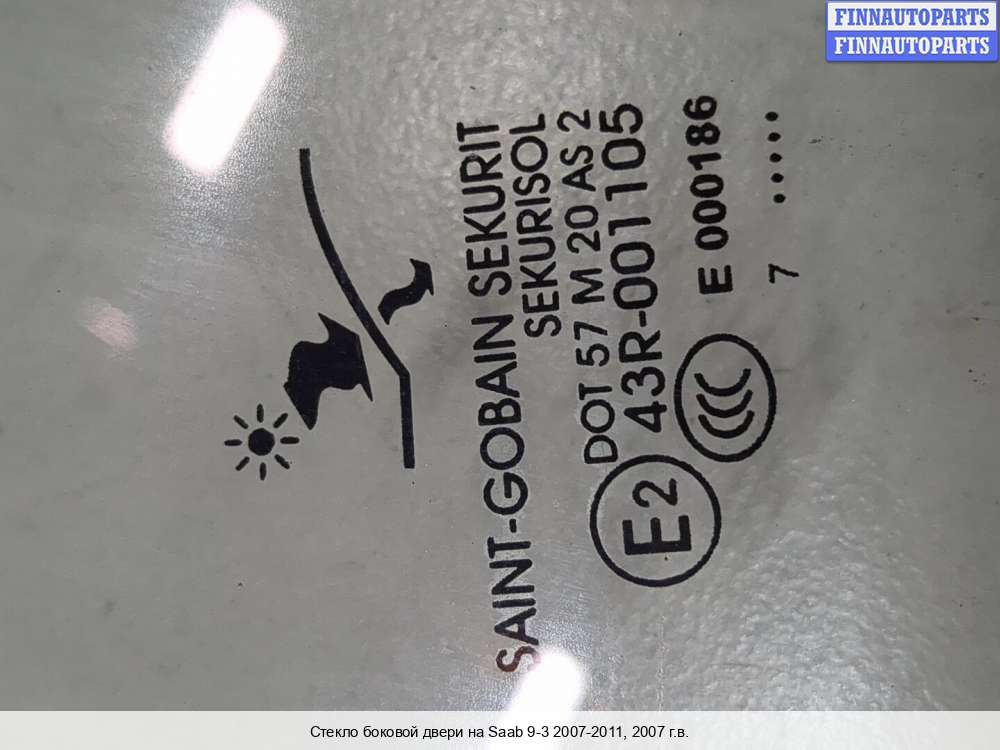 FINNAUTOPARTS
FINNAUTOPARTS
SAINT-GOBAIN SEKURIT
SEKURISOL
DOT 57 M 20 AS 2
43R-001105
E2
CCC
E 000186
7 .....
Стекло боковой двери на Saab 9-3 2007-2011, 2007 г.в.